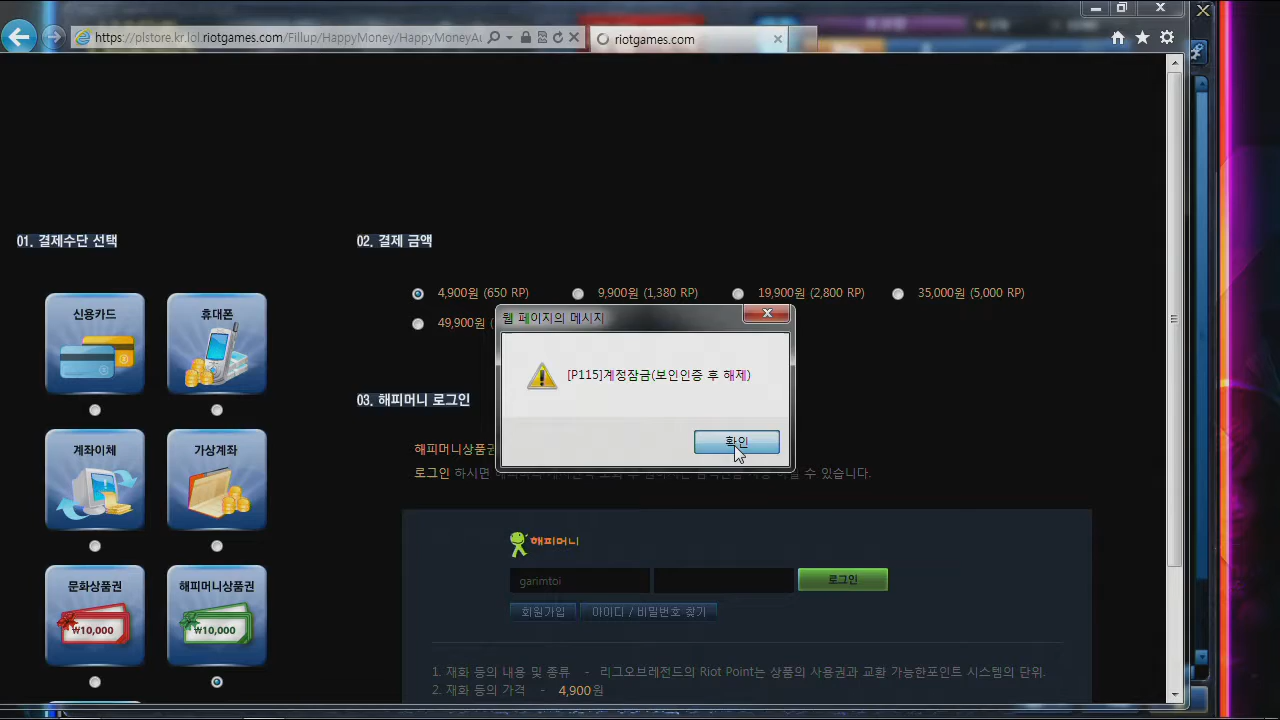 https://plstore.kr.lol.riotgames.com/Fillup/HappyMoney/HappyMoneyAu
riotgames.com
01. 결제수단 선택
02. 결제 금액
신용카드
휴대폰
4,900원 (650 RP)
9,900원 (1,380 RP)
19,900원 (2,800 RP)
35,000원 (5,000 RP)
49,900원 (
웹 페이지의 메시지
[P115]계정잠금(보인인증 후 해제)
확인
03. 해피머니 로그인
계좌이체
가상계좌
해피머니상품권
로그인 하시면
수 있습니다.
해피머니
garimtoi
로그인
회원가입
아이디 / 비밀번호 찾기
문화상품권
해피머니상품권
₩10,000
₩10,000
1. 재화 등의 내용 및 종류 - 리그오브레전드의 Riot Point는 상품의 사용권과 교환 가능한포인트 시스템의 단위.
2. 재화 등의 가격 - 4,900원